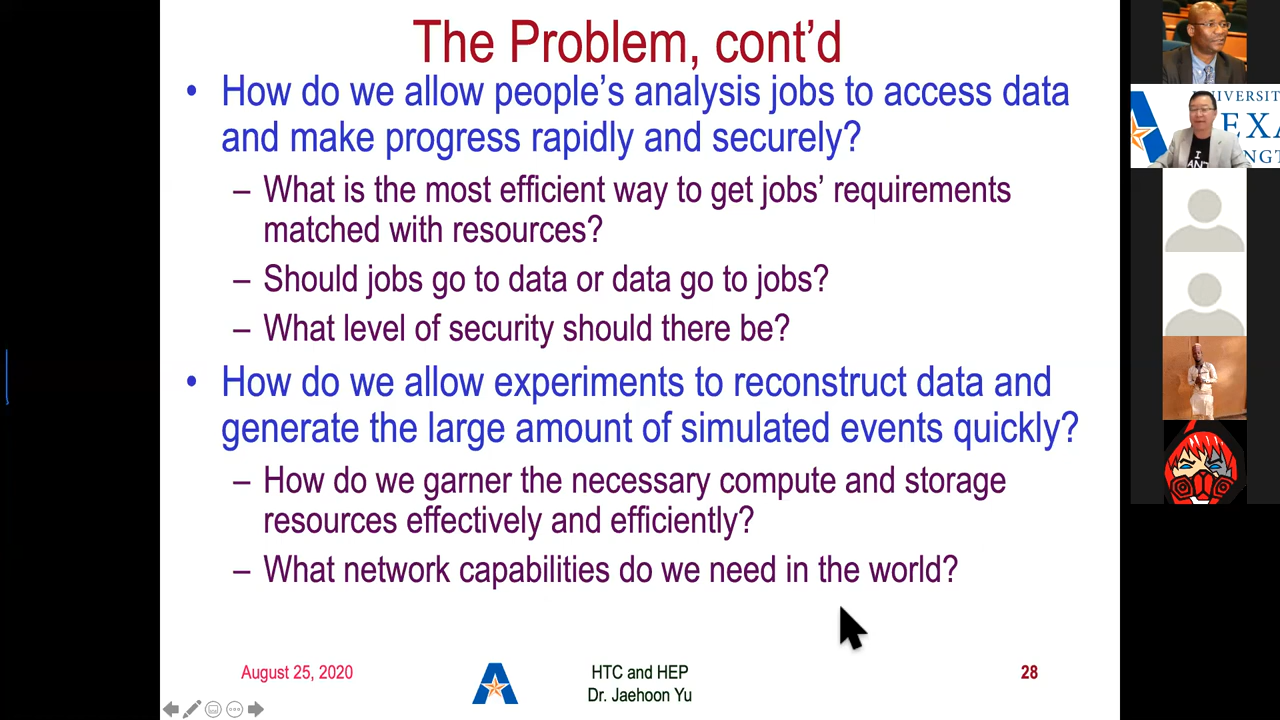 The Problem, cont’d
• How do we allow people’s analysis jobs to access data
and make progress rapidly and securely?
– What is the most efficient way to get jobs’ requirements
matched with resources?
– Should jobs go to data or data go to jobs?
– What level of security should there be?
• How do we allow experiments to reconstruct data and
generate the large amount of simulated events quickly?
– How do we garner the necessary compute and storage
resources effectively and efficiently?
– What network capabilities do we need in the world?
August 25, 2020
HTC and HEP
Dr. Jaehoon Yu
28